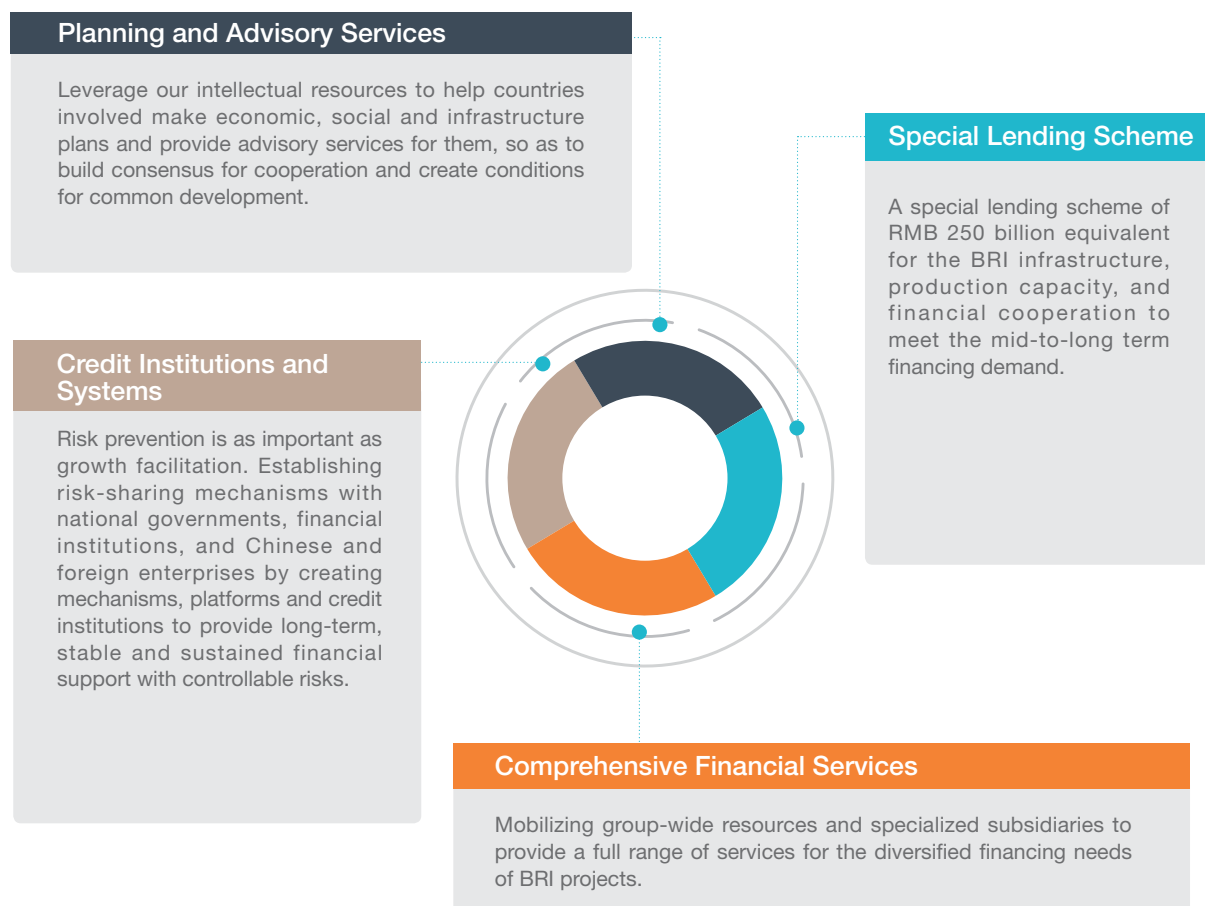 Planning and Advisory Services
Leverage our intellectual resources to help countries
involved make economic, social and infrastructure
plans and provide advisory services for them, so as to
build consensus for cooperation and create conditions
for common development.
Special Lending Scheme
A special lending scheme of
RMB 250 billion equivalent
for the BRI infrastructure,
production capacity, and
financial cooperation to
meet the mid-to-long term
financing demand.
Credit Institutions and
Systems
Risk prevention is as important as
growth facilitation. Establishing
risk-sharing mechanisms with
national governments, financial
institutions, and Chinese and
foreign enterprises by creating
mechanisms, platforms and credit
institutions to provide long-term,
stable and sustained financial
support with controllable risks.
Comprehensive Financial Services
Mobilizing group-wide resources and specialized subsidiaries to
provide a full range of services for the diversified financing needs
of BRI projects.